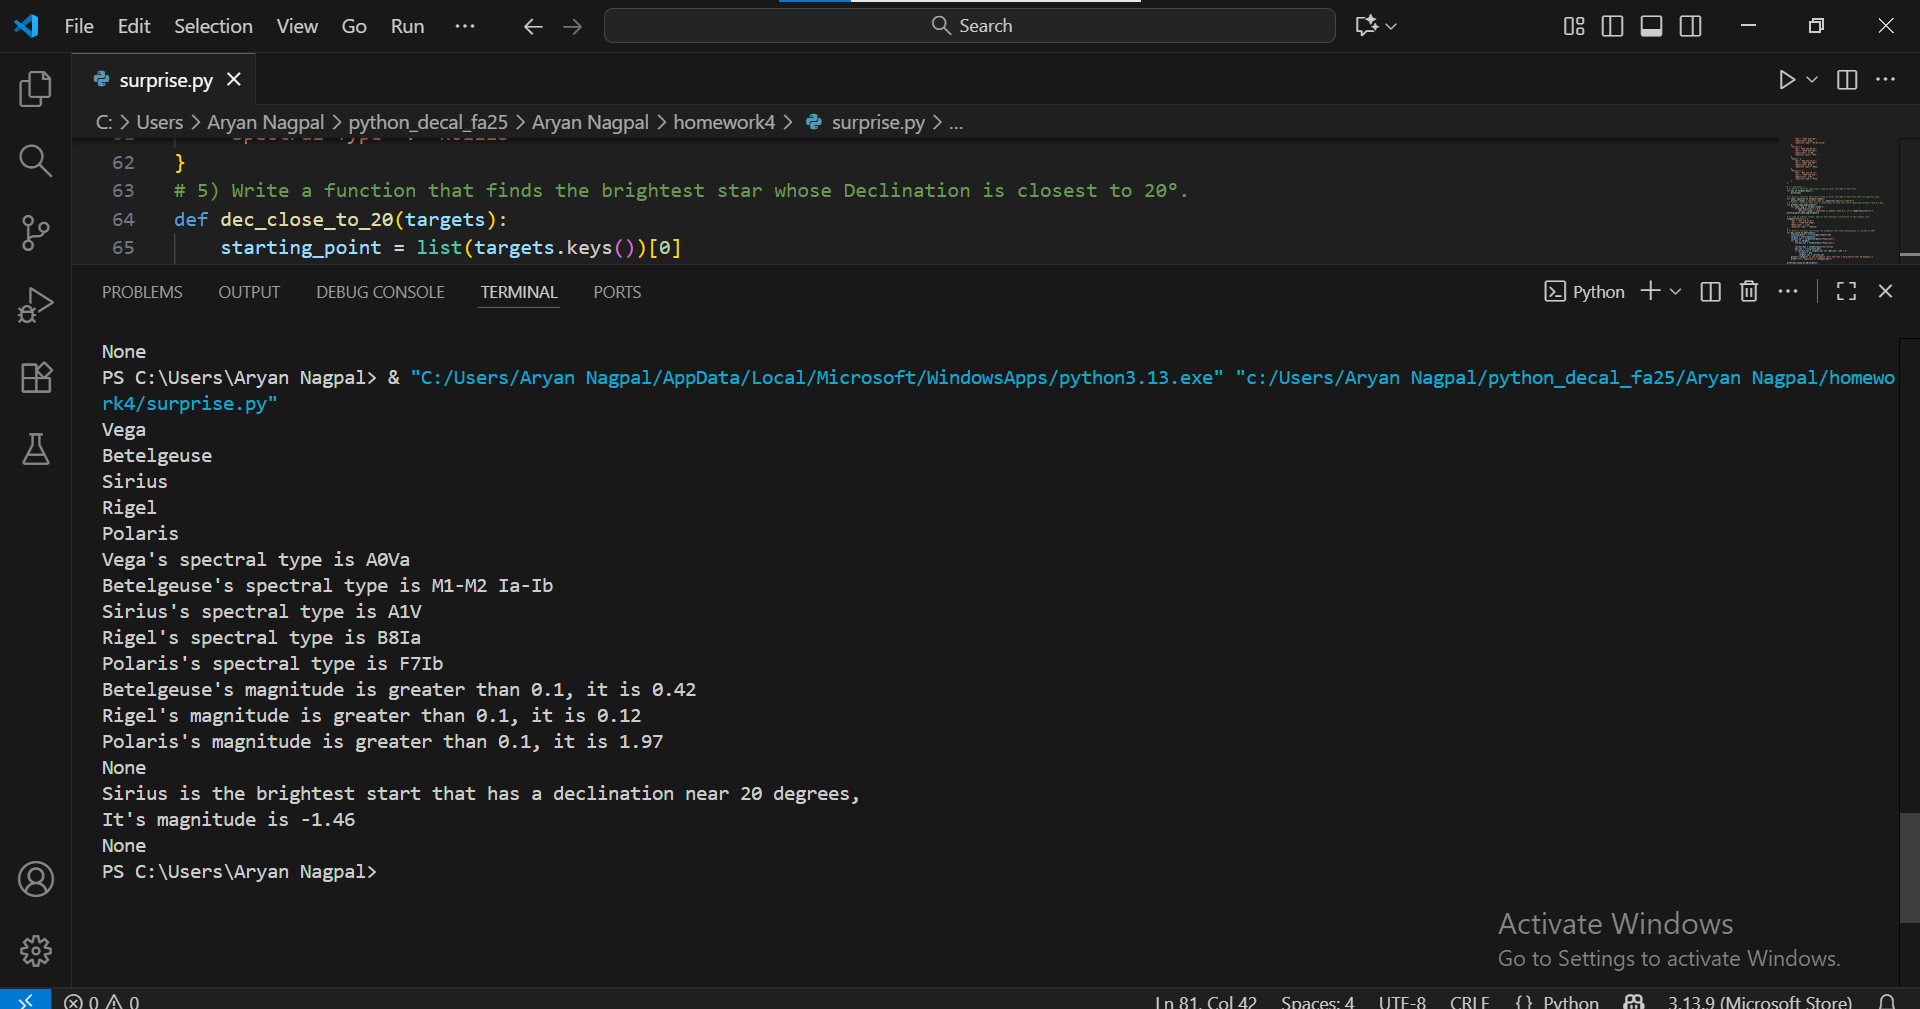 File Edit Selection View Go Run ··· Search
surprise.py
C: > Users > Aryan Nagpal > python_decal_fa25 > Aryan Nagpal > homework4 > surprise.py > ...
62 }
63 # 5) Write a function that finds the brightest star whose Declination is closest to 20°.
64 def dec_close_to_20(targets):
65 starting_point = list(targets.keys())[0]
PROBLEMS OUTPUT DEBUG CONSOLE TERMINAL PORTS Python
None
PS C:\Users\Aryan Nagpal> & "C:/Users/Aryan Nagpal/AppData/Local/Microsoft/WindowsApps/python3.13.exe" "c:/Users/Aryan Nagpal/python_decal_fa25/Aryan Nagpal/homewo
rk4/surprise.py"
Vega
Betelgeuse
Sirius
Rigel
Polaris
Vega's spectral type is A0Va
Betelgeuse's spectral type is M1-M2 Ia-Ib
Sirius's spectral type is A1V
Rigel's spectral type is B8Ia
Polaris's spectral type is F7Ib
Betelgeuse's magnitude is greater than 0.1, it is 0.42
Rigel's magnitude is greater than 0.1, it is 0.12
Polaris's magnitude is greater than 0.1, it is 1.97
None
Sirius is the brightest start that has a declination near 20 degrees,
It's magnitude is -1.46
None
PS C:\Users\Aryan Nagpal>
Activate Windows
Go to Settings to activate Windows.
0 0 Ln 81, Col 42 Spaces: 4 UTF-8 CRLF {} Python 3.13.9 (Microsoft Store)